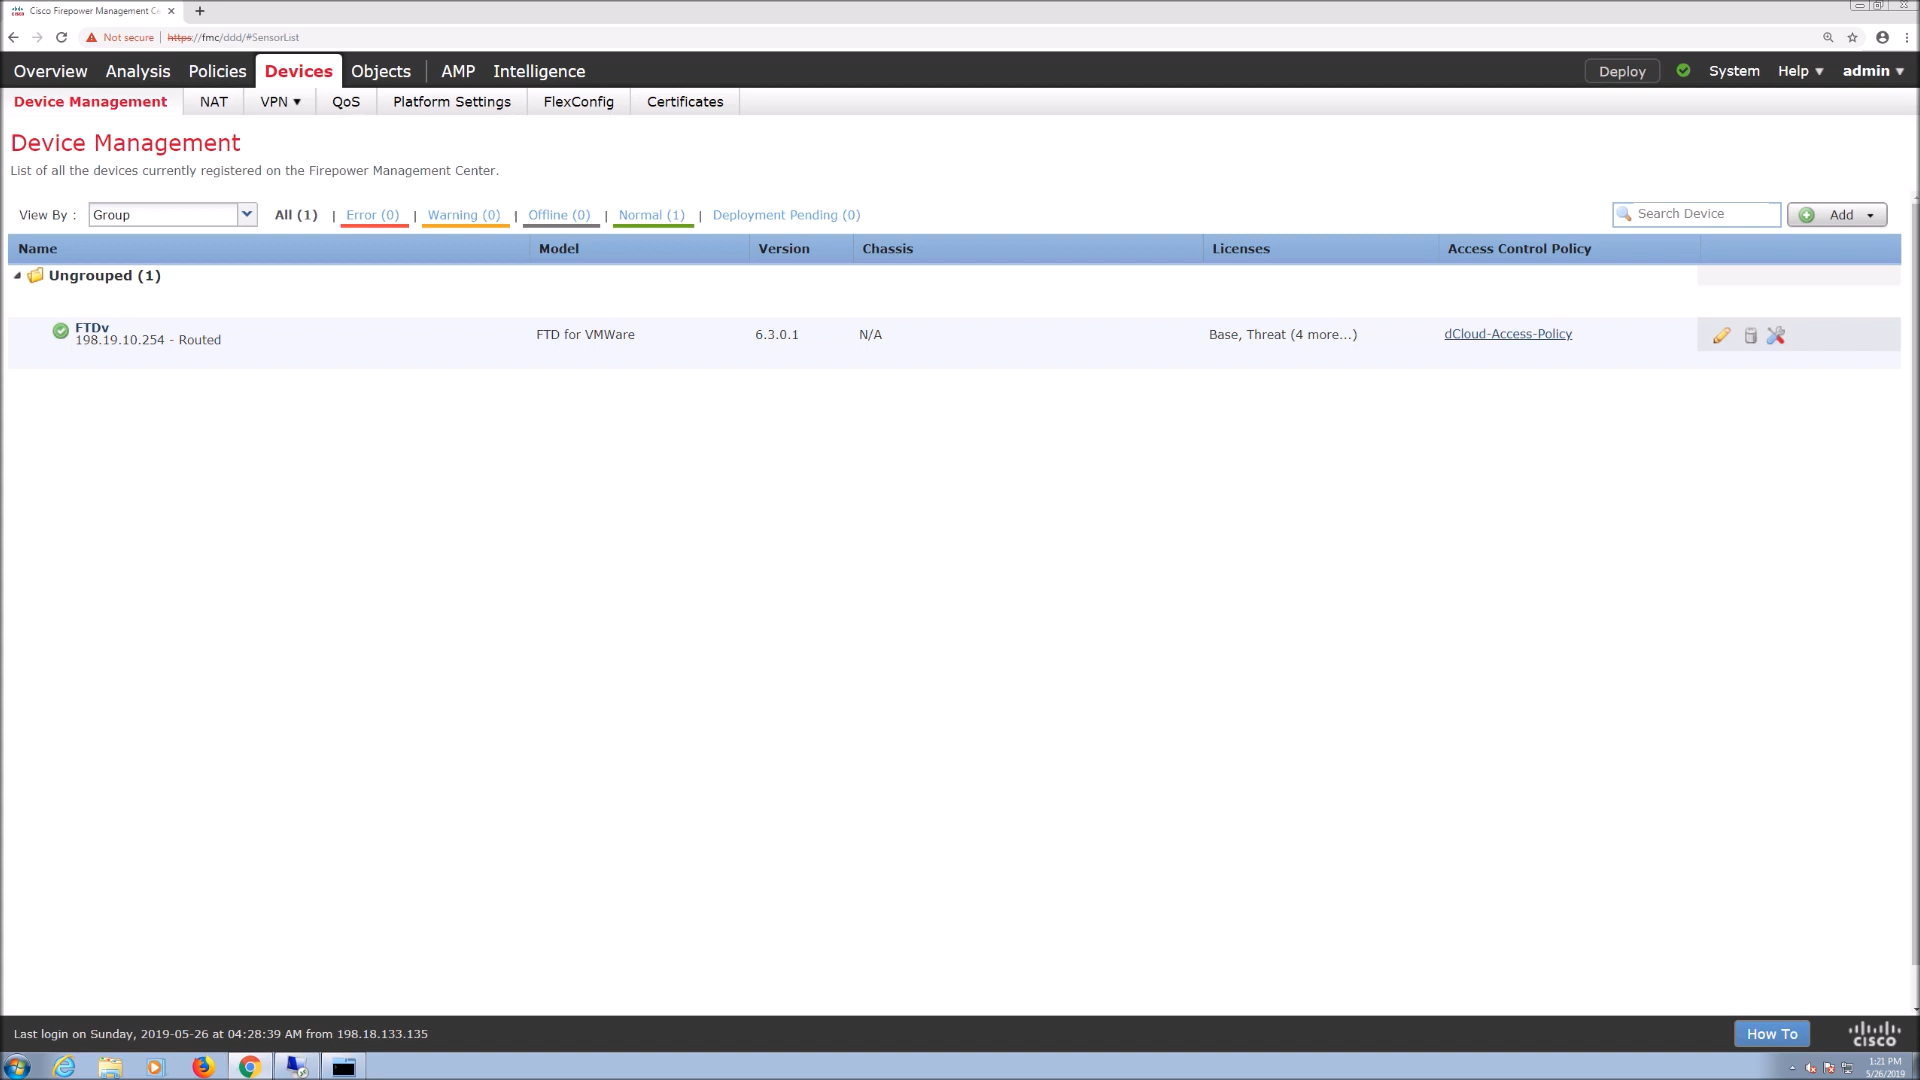 Cisco Firepower Management Ce
Not secure | https://fmc/ddd/#SensorList
Overview Analysis Policies Devices Objects AMP Intelligence Deploy System Help admin
Device Management NAT VPN QoS Platform Settings FlexConfig Certificates
Device Management
List of all the devices currently registered on the Firepower Management Center.
View By : Group All (1) | Error (0) | Warning (0) | Offline (0) | Normal (1) | Deployment Pending (0) Search Device Add
Name Model Version Chassis Licenses Access Control Policy
Ungrouped (1)
FTDv
198.19.10.254 - Routed FTD for VMWare 6.3.0.1 N/A Base, Threat (4 more...) dCloud-Access-Policy
Last login on Sunday, 2019-05-26 at 04:28:39 AM from 198.18.133.135 How To CISCO
1:21 PM
5/26/2019